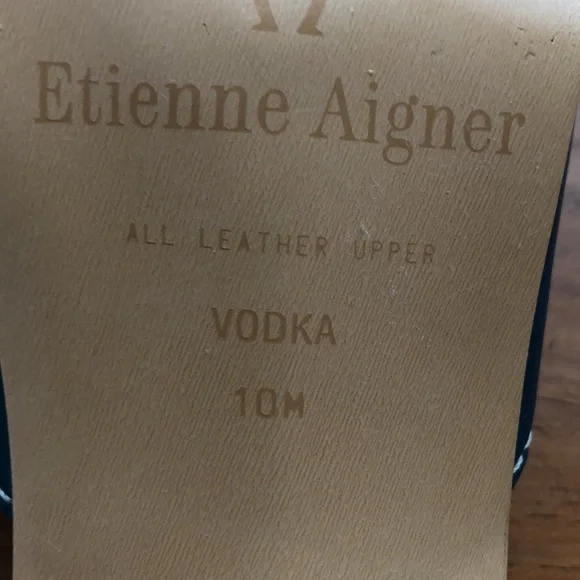 Etienne Aigner
ALL LEATHER UPPER
VODKA
10M